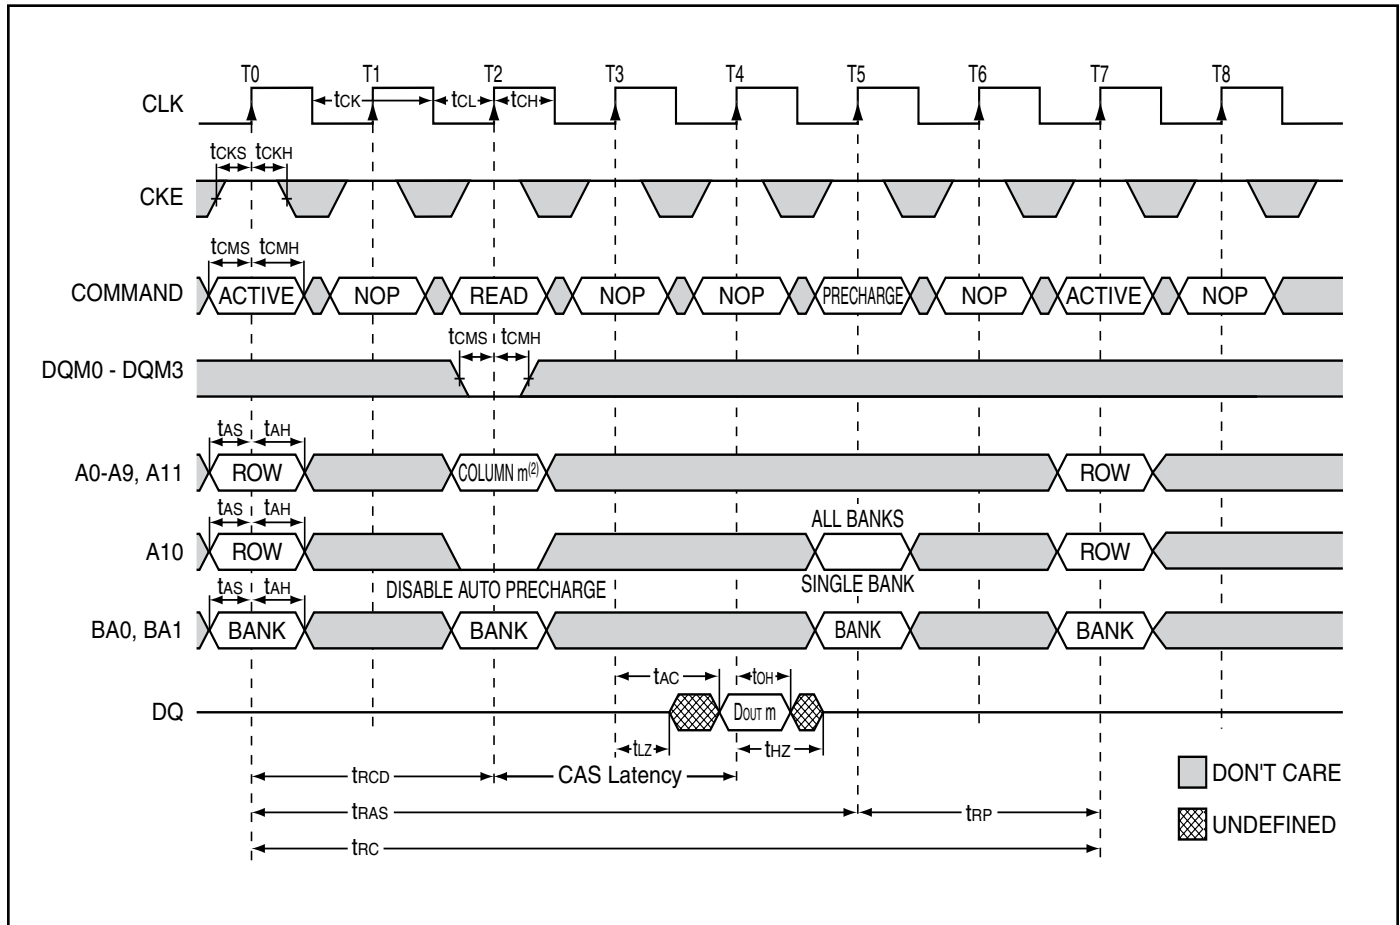 T0 T1 T2 T3 T4 T5 T6 T7 T8
CLK tCK tCL tCH
tCKS tCKH
CKE
tCMS tCMH
COMMAND ACTIVE NOP READ NOP NOP PRECHARGE NOP ACTIVE NOP
tCMS tCMH
DQM0 - DQM3
tAS tAH
A0-A9, A11 ROW COLUMN m(2) ROW
tAS tAH ALL BANKS
A10 ROW ROW
tAS tAH DISABLE AUTO PRECHARGE SINGLE BANK
BA0, BA1 BANK BANK BANK BANK
tAC tOH
DQ DOUT m
tLZ tHZ
tRCD CAS Latency DON'T CARE
tRAS tRP UNDEFINED
tRC